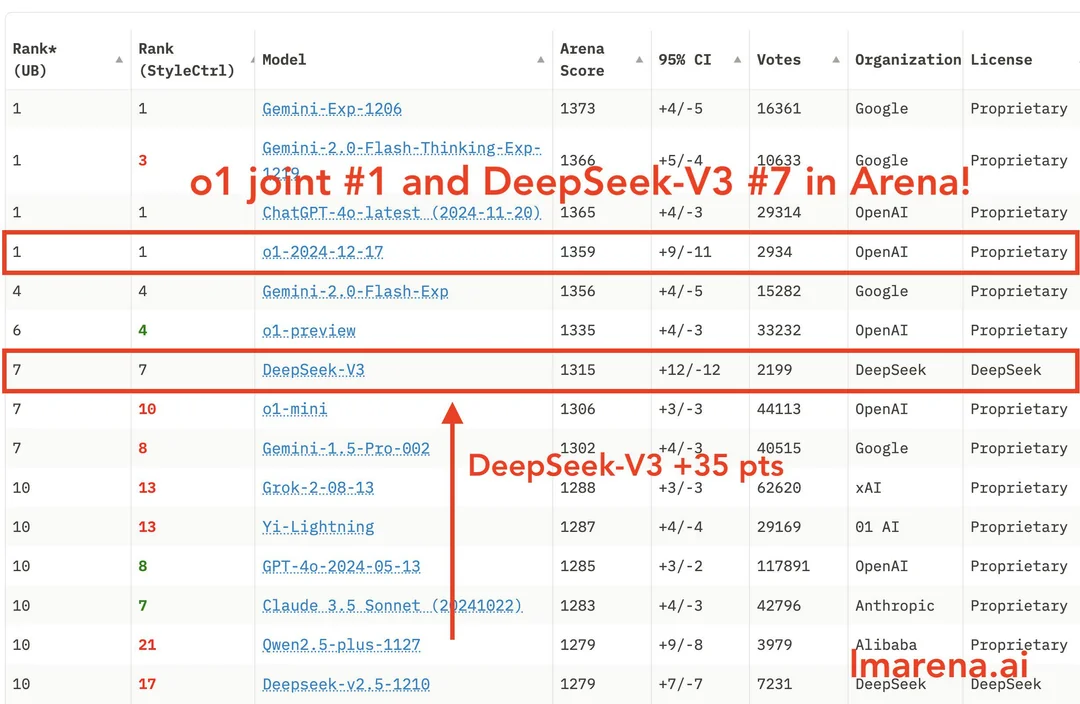 Rank* (UB) Rank (StyleCtrl) Model Arena Score 95% CI Votes Organization License
1 1 Gemini-Exp-1206 1373 +4/-5 16361 Google Proprietary
1 3 Gemini-2.0-Flash-Thinking-Exp-1219 1366 +5/-4 10633 Google Proprietary
o1 joint #1 and DeepSeek-V3 #7 in Arena!
1 1 ChatGPT-4o-latest (2024-11-20) 1365 +4/-3 29314 OpenAI Proprietary
1 1 o1-2024-12-17 1359 +9/-11 2934 OpenAI Proprietary
4 4 Gemini-2.0-Flash-Exp 1356 +4/-5 15282 Google Proprietary
6 4 o1-preview 1335 +4/-3 33232 OpenAI Proprietary
7 7 DeepSeek-V3 1315 +12/-12 2199 DeepSeek DeepSeek
7 10 o1-mini 1306 +3/-3 44113 OpenAI Proprietary
7 8 Gemini-1.5-Pro-002 1302 +4/-3 40515 Google Proprietary
DeepSeek-V3 +35 pts
10 13 Grok-2-08-13 1288 +3/-3 62620 xAI Proprietary
10 13 Yi-Lightning 1287 +4/-4 29169 01 AI Proprietary
10 8 GPT-4o-2024-05-13 1285 +3/-2 117891 OpenAI Proprietary
10 7 Claude 3.5 Sonnet (20241022) 1283 +4/-3 42796 Anthropic Proprietary
10 21 Qwen2.5-plus-1127 1279 +9/-8 3979 Alibaba Proprietary
lmarena.ai
10 17 Deepseek-v2.5-1210 1279 +7/-7 7231 DeepSeek DeepSeek